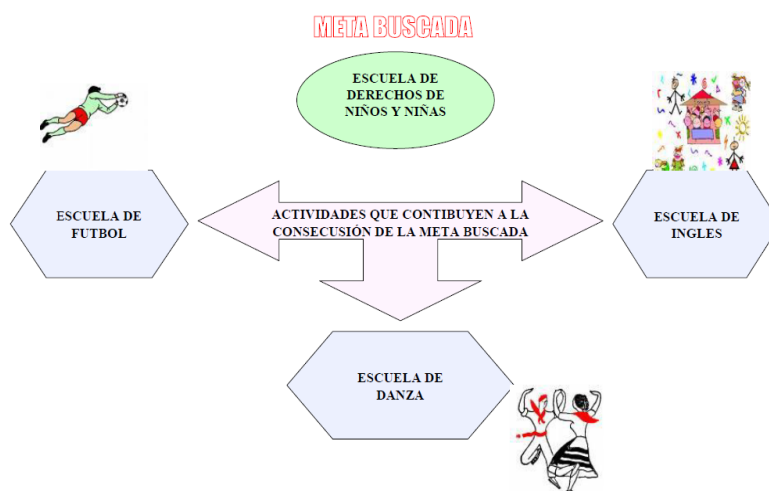 META BUSCADA
ESCUELA DE
DERECHOS DE
NIÑOS Y NIÑAS
ESCUELA DE
FUTBOL
ACTIVIDADES QUE CONTIBUYEN A LA
CONSECUSIÓN DE LA META BUSCADA
ESCUELA DE
INGLES
ESCUELA DE
DANZA